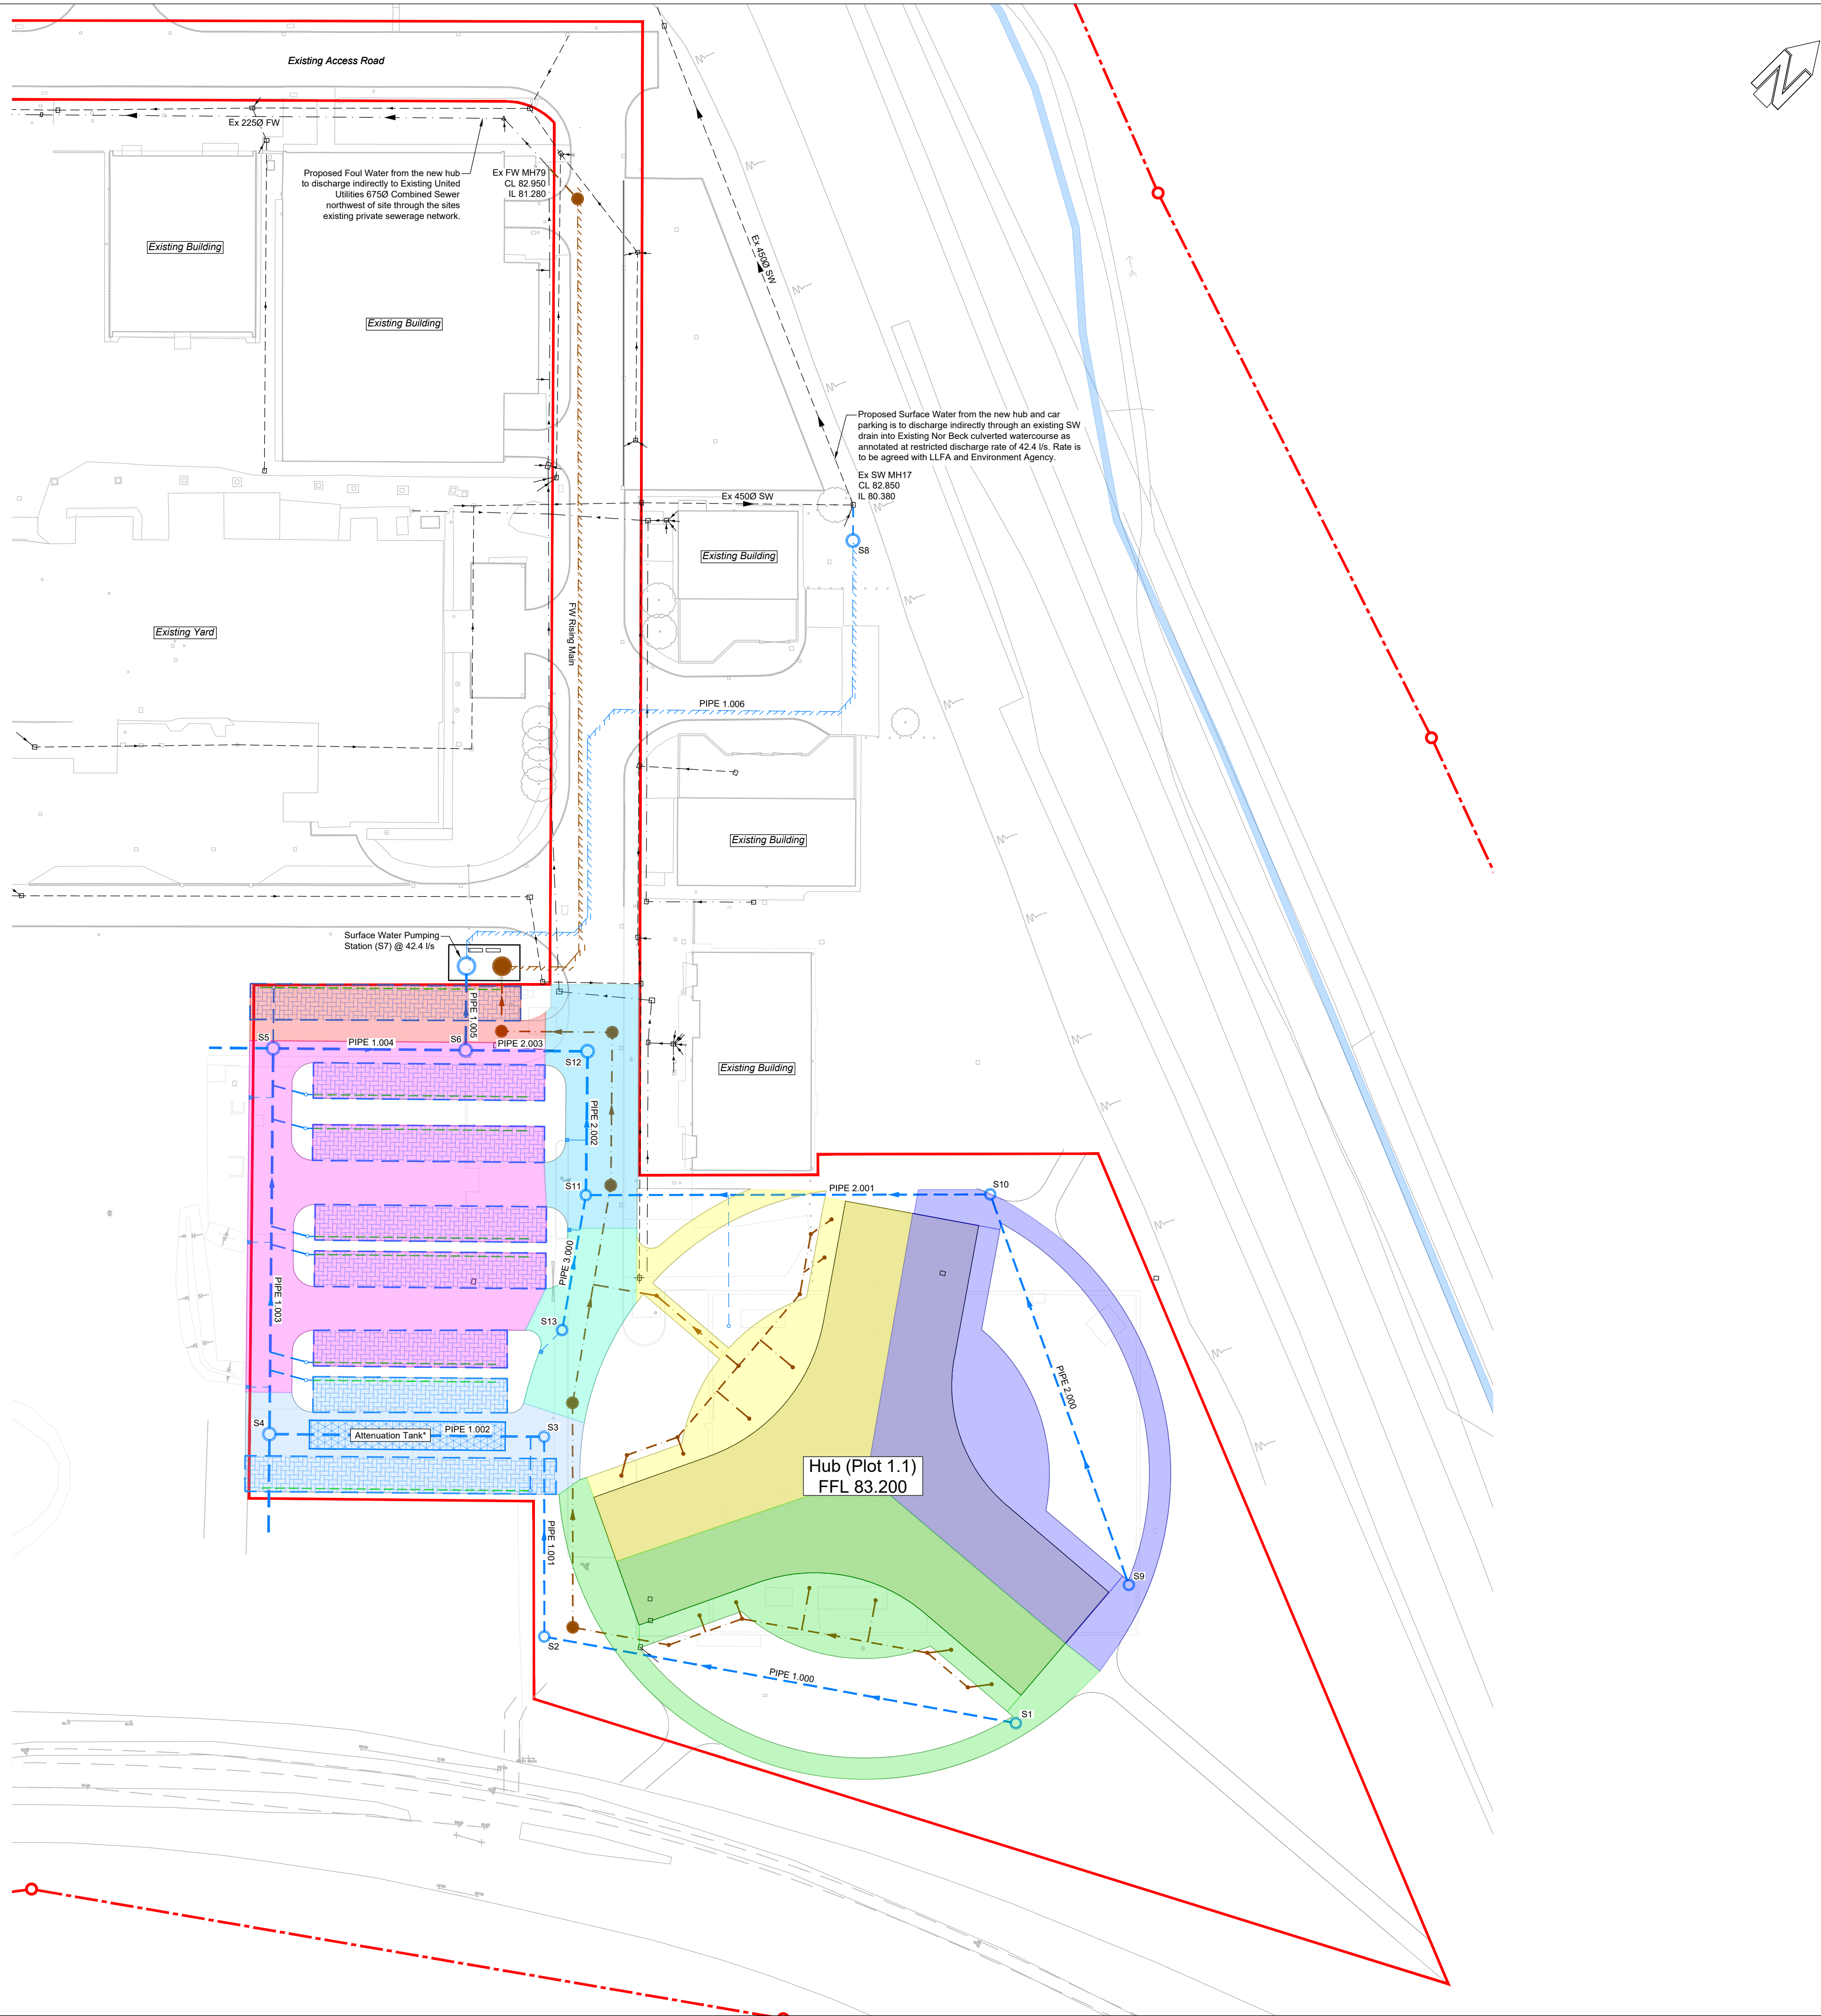 Existing Access Road
N
Ex 225Ø FW
Proposed Foul Water from the new hub
to discharge indirectly to Existing United
Utilities 675Ø Combined Sewer
northwest of site through the sites
existing private sewerage network.
Ex FW MH79
CL 82.950
IL 81.280
Existing Building
Existing Building
Ex 450Ø SW
Proposed Surface Water from the new hub and car
parking is to discharge indirectly through an existing SW
drain into Existing Nor Beck culverted watercourse as
annotated at restricted discharge rate of 42.4 l/s. Rate is
to be agreed with LLFA and Environment Agency.
Ex SW MH17
CL 82.850
IL 80.380
Ex 450Ø SW
S8
Existing Building
Existing Yard
FW Rising Main
PIPE 1.006
Existing Building
Surface Water Pumping
Station (S7) @ 42.4 l/s
PIPE 1.005
S5
PIPE 1.004
S6
PIPE 2.003
S12
Existing Building
PIPE 2.002
S11
PIPE 2.001
S10
PIPE 3.000
PIPE 1.003
S13
PIPE 2.000
S4
PIPE 1.002
S3
Attenuation Tank*
Hub (Plot 1.1)
FFL 83.200
PIPE 1.001
S9
S2
PIPE 1.000
S1